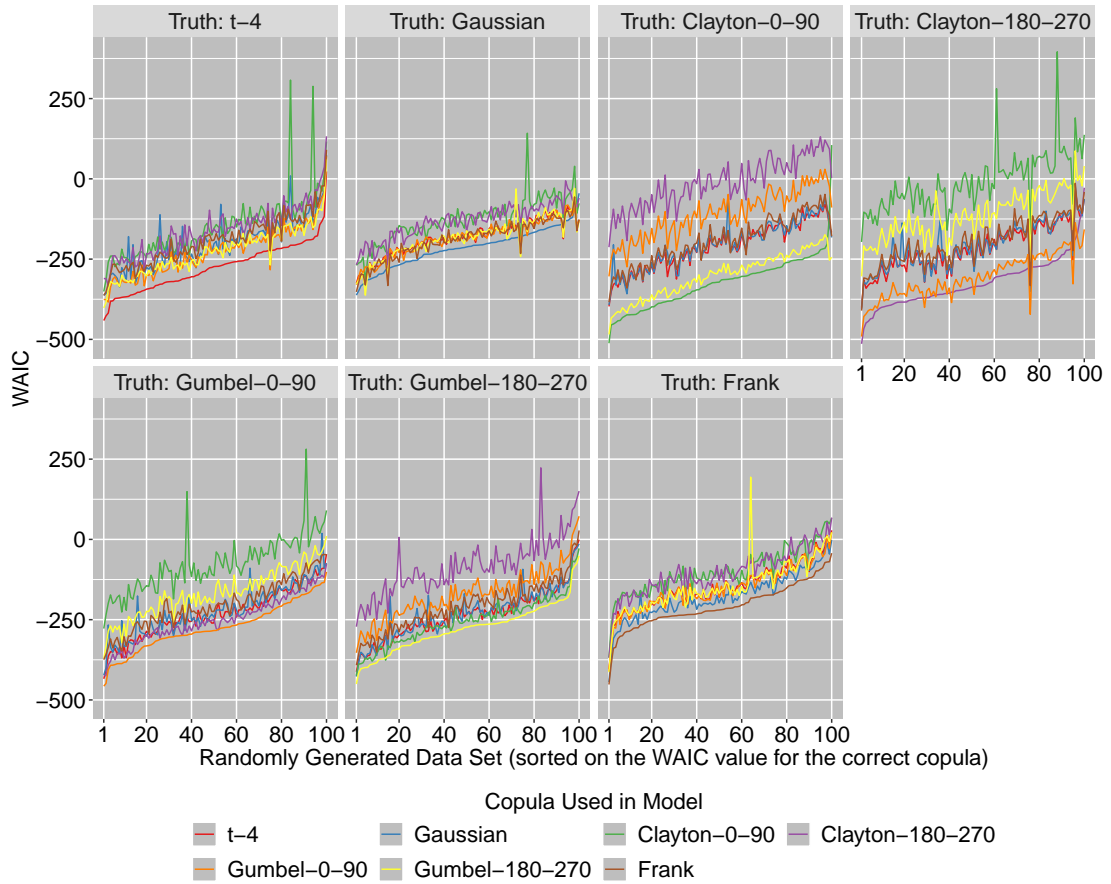 Truth: t−4 Truth: Gaussian Truth: Clayton−0−90 Truth: Clayton−180−270
250
0
−250
−500
1 20 40 60 80 100
WAIC
Truth: Gumbel−0−90 Truth: Gumbel−180−270 Truth: Frank
250
0
−250
−500
1 20 40 60 80 100 1 20 40 60 80 100 1 20 40 60 80 100
Randomly Generated Data Set (sorted on the WAIC value for the correct copula)
Copula Used in Model
t−4 Gaussian Clayton−0−90 Clayton−180−270
Gumbel−0−90 Gumbel−180−270 Frank